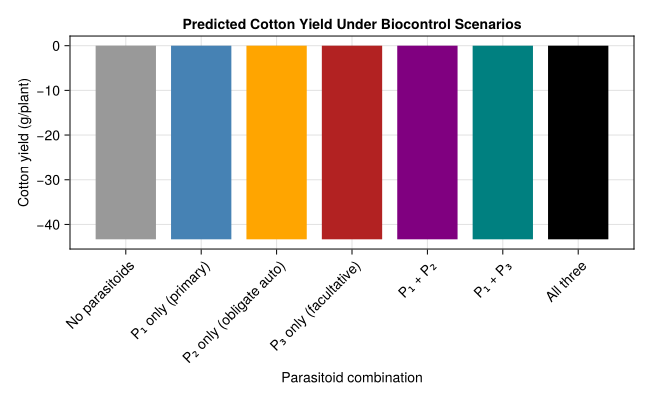 Predicted Cotton Yield Under Biocontrol Scenarios
Cotton yield (g/plant)
0
−10
−20
−30
−40
No parasitoids
P₁ only (primary)
P₂ only (obligate auto)
P₃ only (facultative)
P₁ + P₂
P₁ + P₃
All three
Parasitoid combination